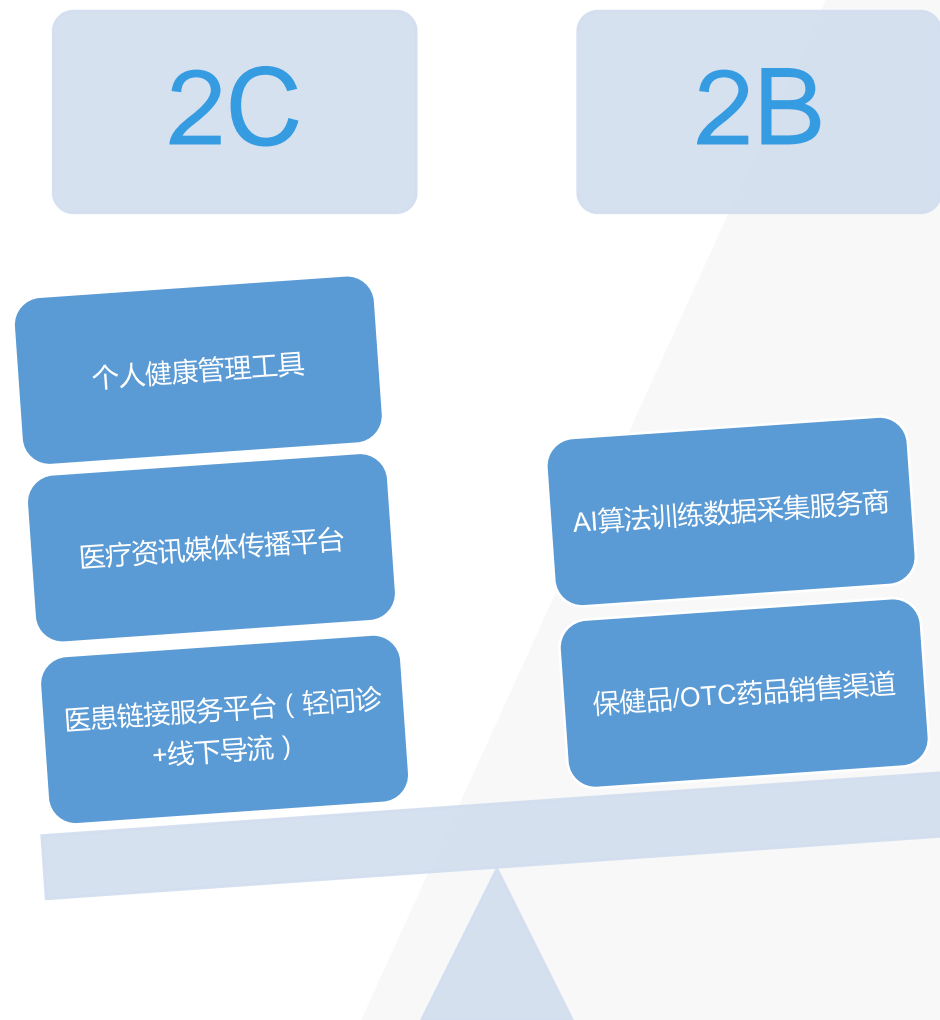 2C
2B
个人健康管理工具
医疗资讯媒体传播平台
医患链接服务平台（轻问诊
+线下导流）
AI算法训练数据采集服务商
保健品/OTC药品销售渠道